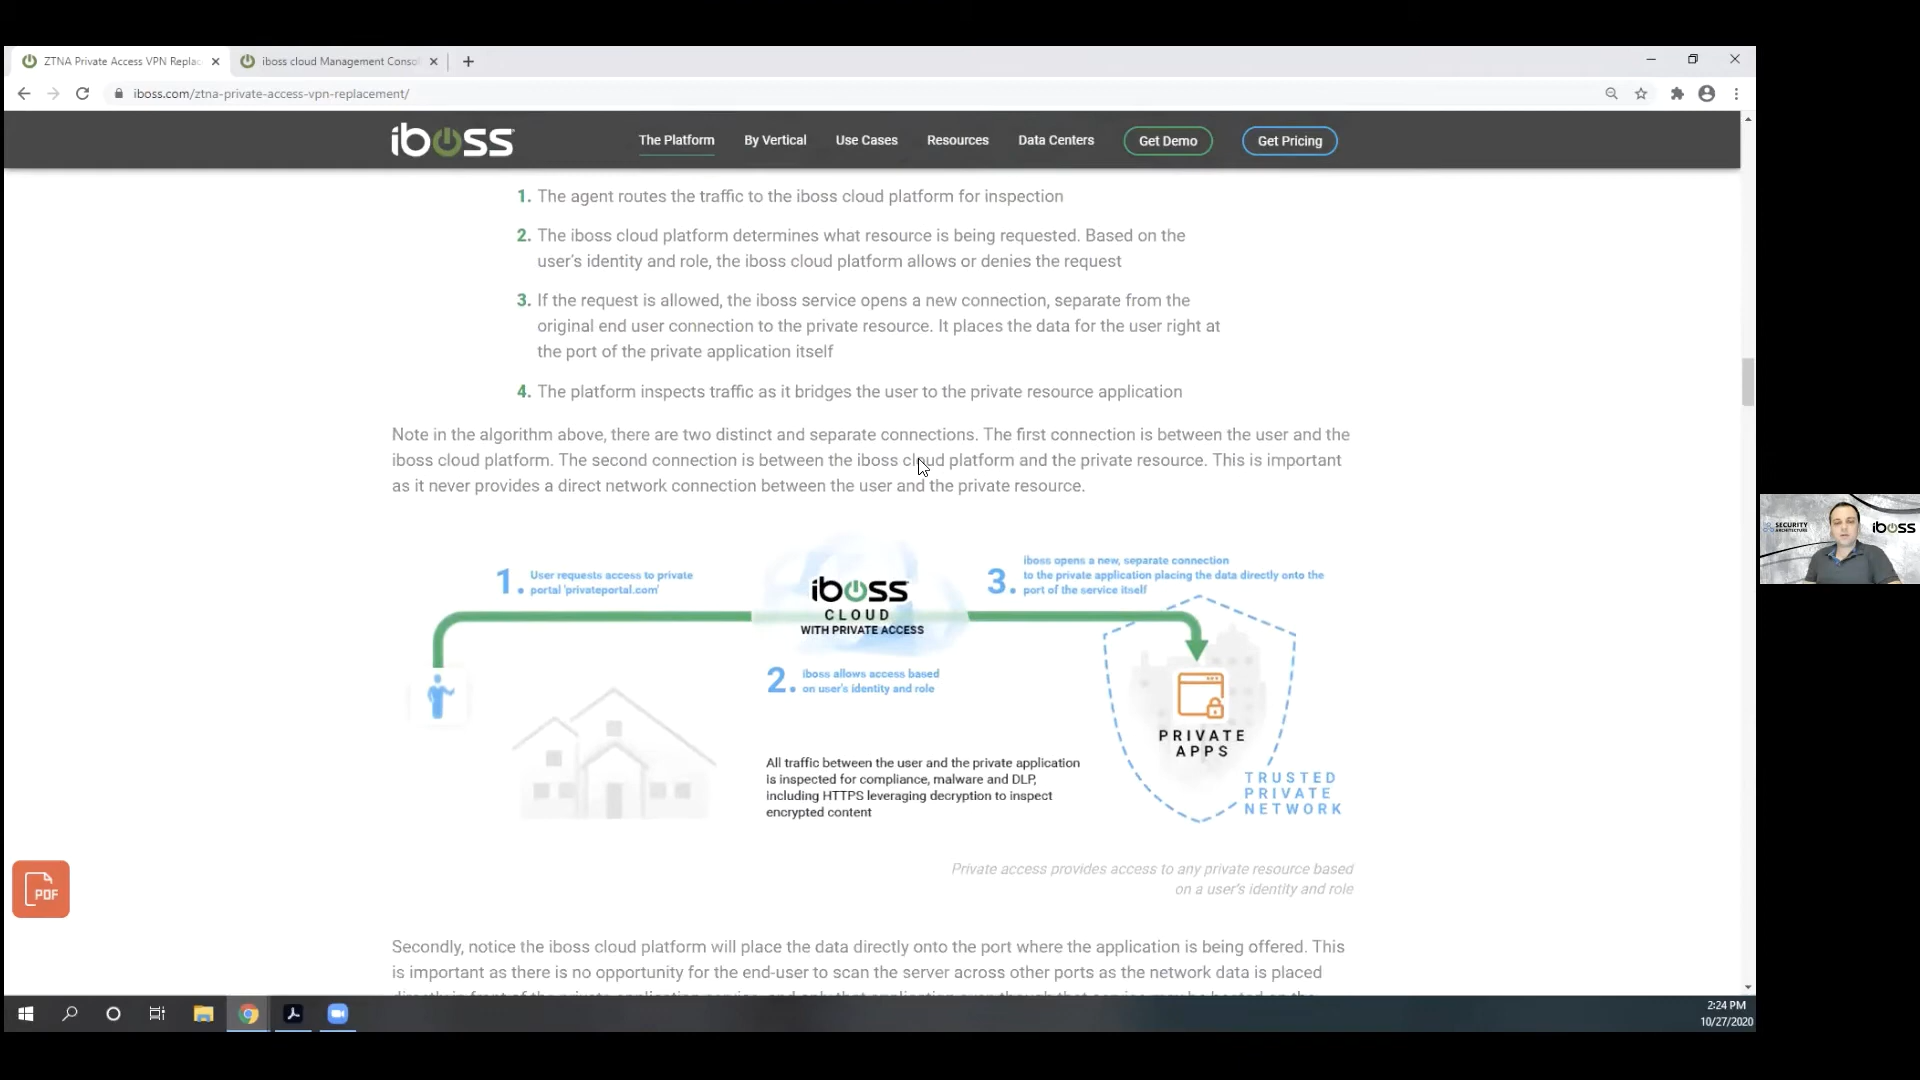 ZTNA Private Access VPN Repla
iboss cloud Management Conso
iboss.com/ztna-private-access-vpn-replacement/
iboss
The Platform
By Vertical
Use Cases
Resources
Data Centers
Get Demo
Get Pricing
1. The agent routes the traffic to the iboss cloud platform for inspection
2. The iboss cloud platform determines what resource is being requested. Based on the
user's identity and role, the iboss cloud platform allows or denies the request
3. If the request is allowed, the iboss service opens a new connection, separate from the
original end user connection to the private resource. It places the data for the user right at
the port of the private application itself
4. The platform inspects traffic as it bridges the user to the private resource application
Note in the algorithm above, there are two distinct and separate connections. The first connection is between the user and the
iboss cloud platform. The second connection is between the iboss cloud platform and the private resource. This is important
as it never provides a direct network connection between the user and the private resource.
1. User requests access to private
portal 'privateportal.com'
iboss
CLOUD
WITH PRIVATE ACCESS
2. iboss allows access based
on user's identity and role
3. iboss opens a new, separate connection
to the private application placing the data directly onto the
port of the service itself
SECURITY
ARCHITECTURE
iboss
PRIVATE
APPS
TRUSTED
PRIVATE
NETWORK
All traffic between the user and the private application
is inspected for compliance, malware and DLP,
including HTTPS leveraging decryption to inspect
encrypted content
Private access provides access to any private resource based
on a user's identity and role
PDF
Secondly, notice the iboss cloud platform will place the data directly onto the port where the application is being offered. This
is important as there is no opportunity for the end-user to scan the server across other ports as the network data is placed
2:24 PM
10/27/2020